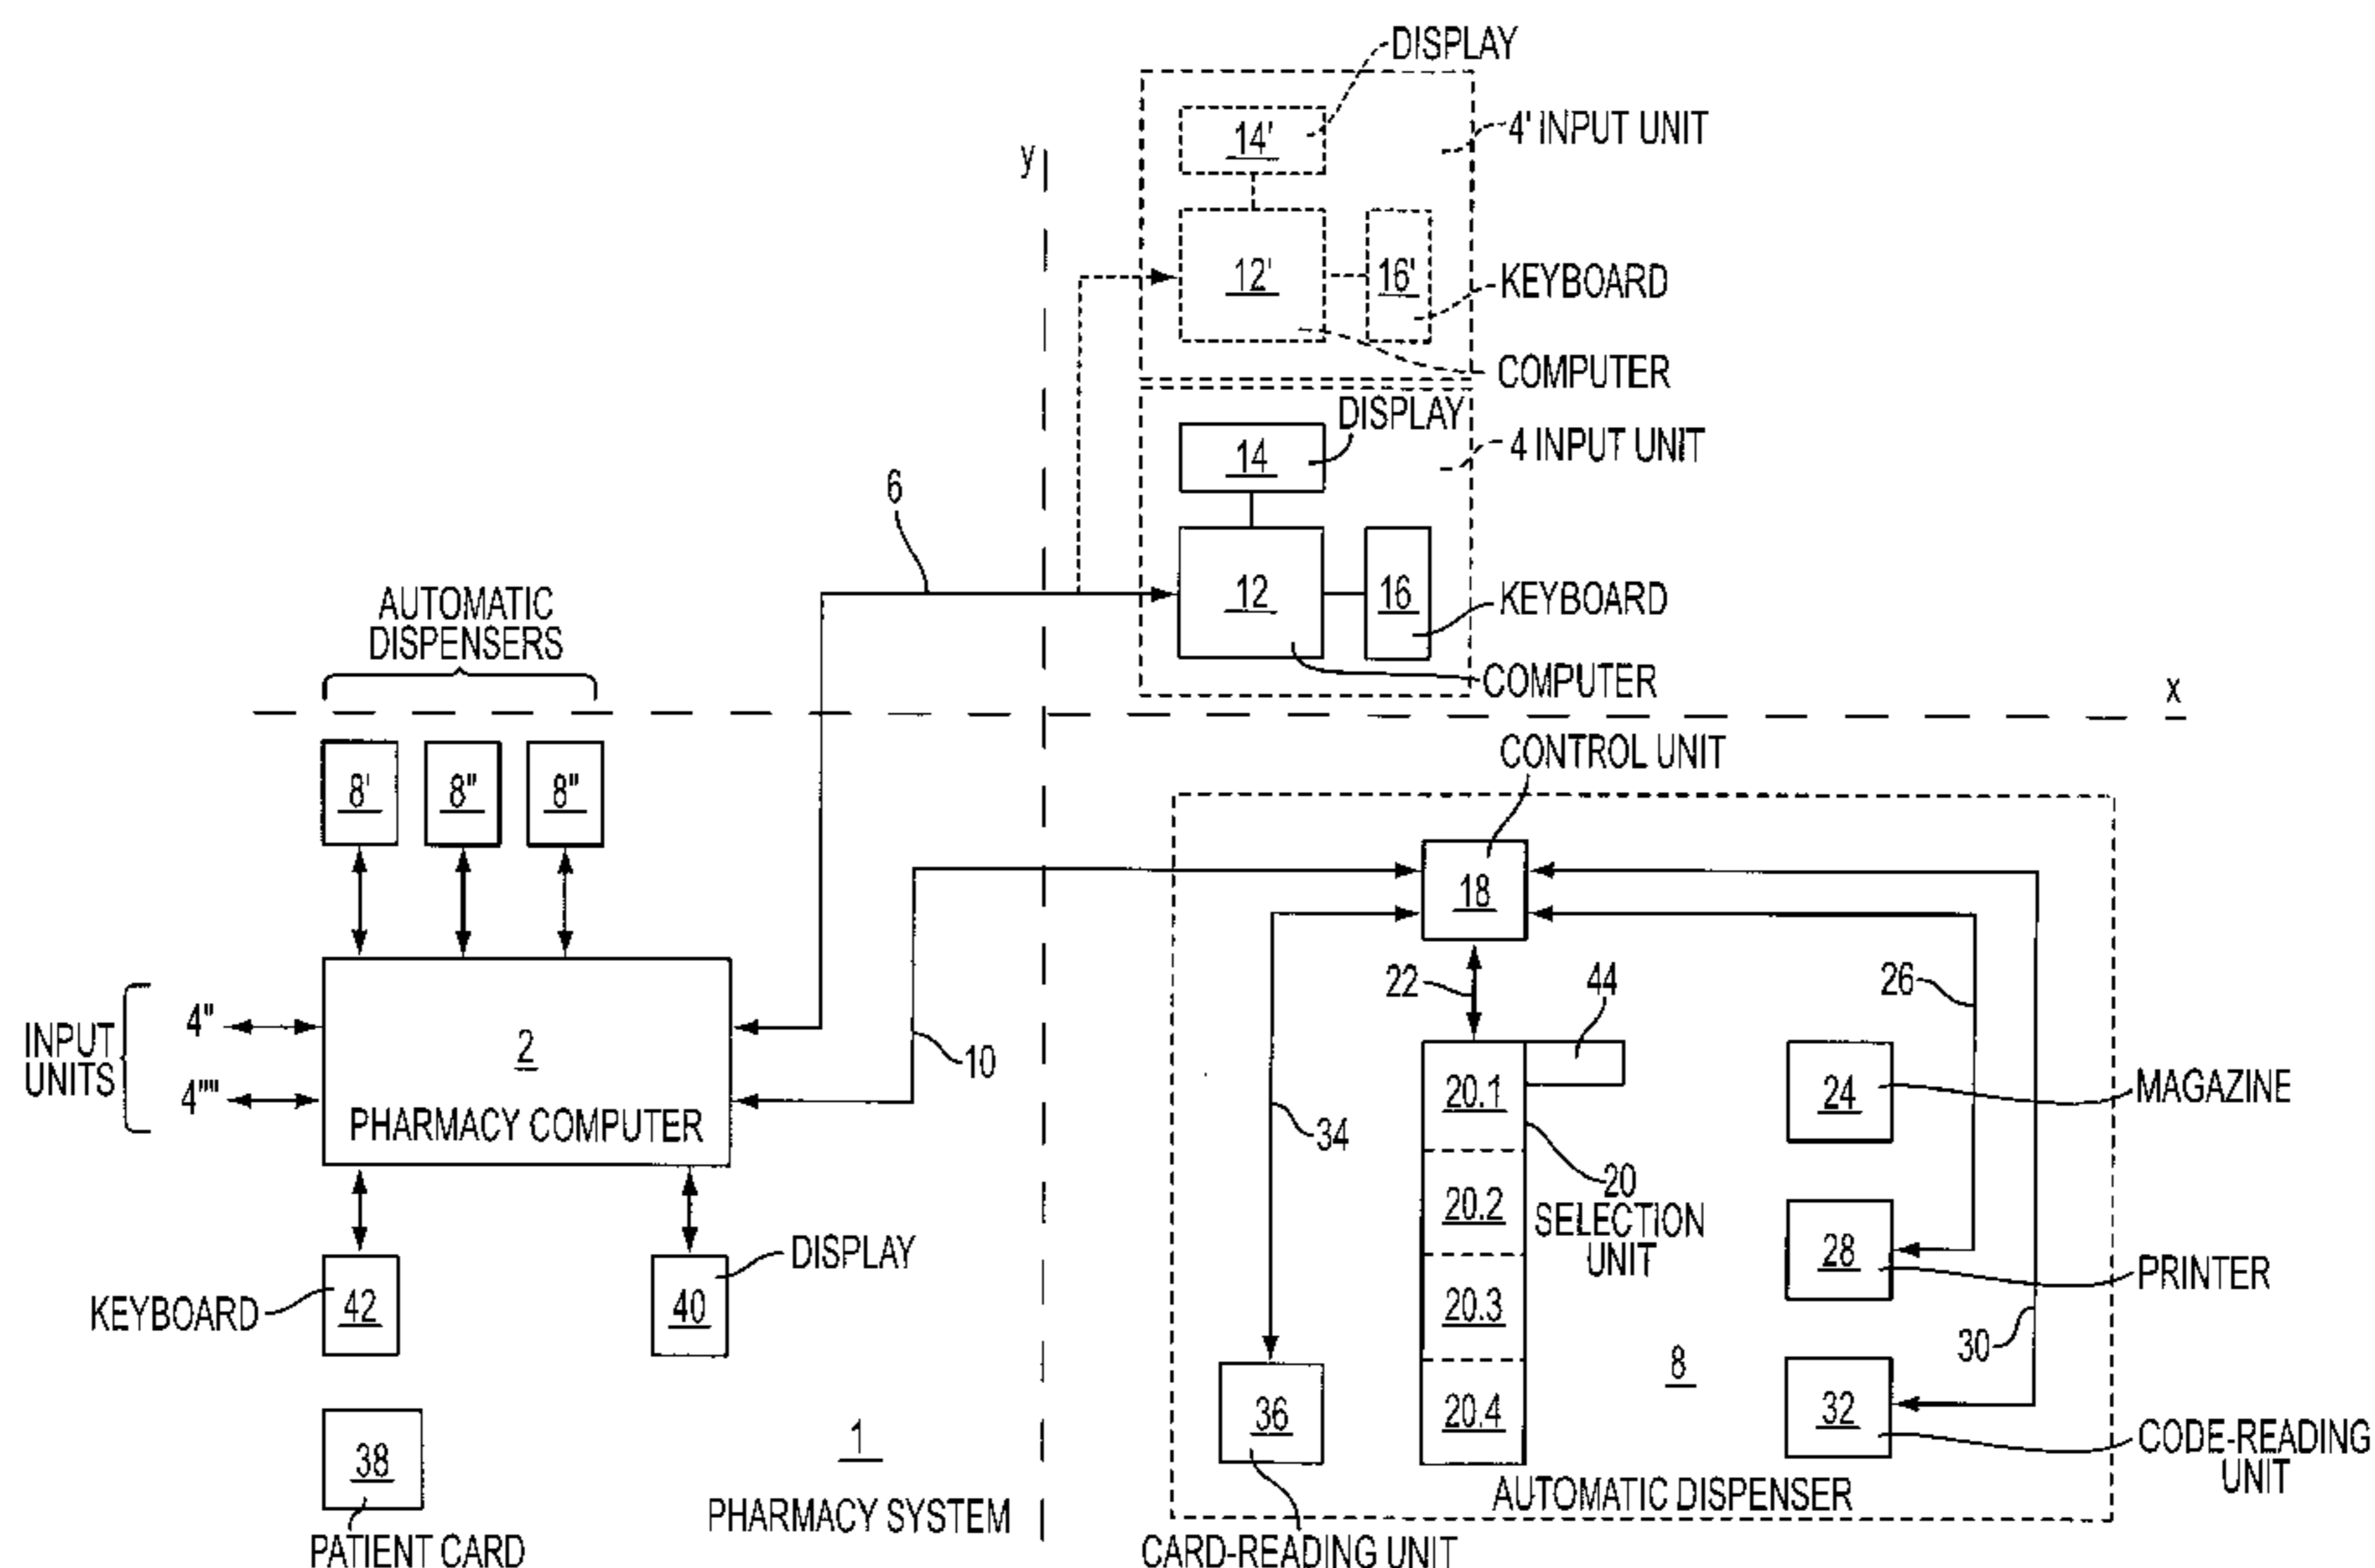 DISPLAY
14'
4' INPUT UNIT
y
12'
16'
KEYBOARD
COMPUTER
DISPLAY
14
4 INPUT UNIT
6
12
16
KEYBOARD
COMPUTER
AUTOMATIC
DISPENSERS
x
8'
8"
8"
CONTROL UNIT
18
INPUT
UNITS
4"
4""
2
PHARMACY COMPUTER
10
22
44
26
20.1
20.2
20.3
20.4
20
SELECTION
UNIT
24
MAGAZINE
34
28
PRINTER
30
KEYBOARD
42
40
DISPLAY
36
8
32
CODE-READING
UNIT
38
PATIENT CARD
1
PHARMACY SYSTEM
AUTOMATIC DISPENSER
CARD-READING UNIT